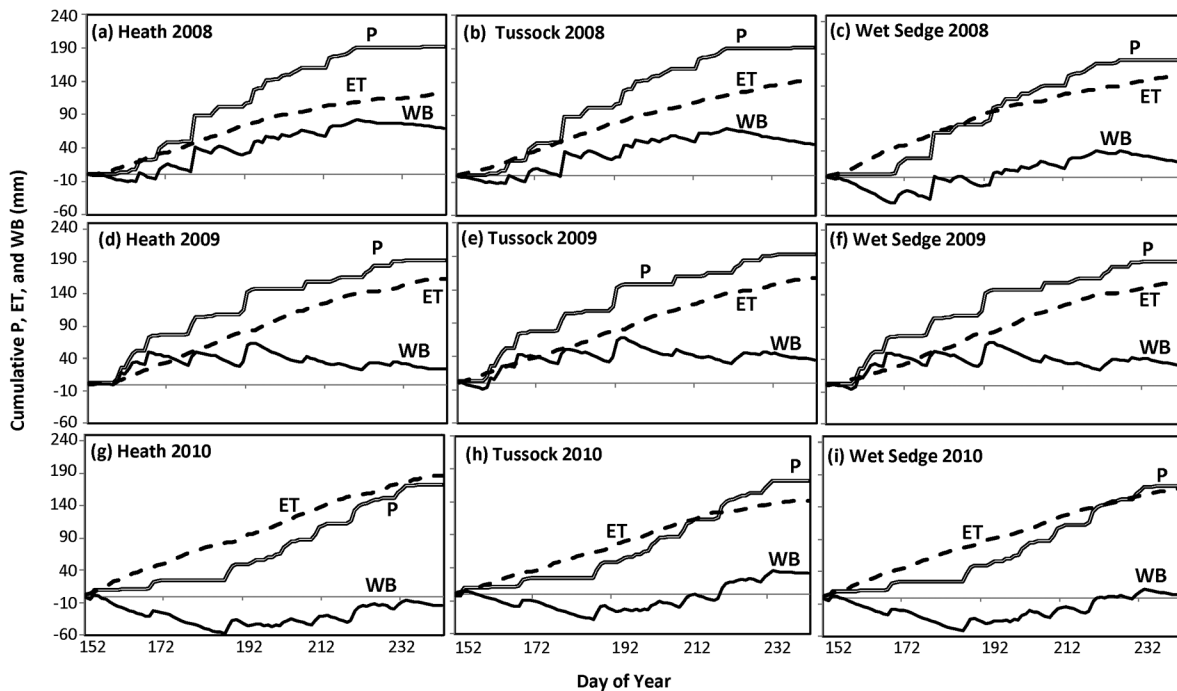 Cumulative P, ET, and WB (mm)
240
190
140
90
40
-10
-60
(a) Heath 2008
P
ET
WB
(b) Tussock 2008
P
ET
WB
(c) Wet Sedge 2008
P
ET
WB
240
190
140
90
40
-10
-60
(d) Heath 2009
P
ET
WB
(e) Tussock 2009
P
ET
WB
(f) Wet Sedge 2009
P
ET
WB
240
190
140
90
40
-10
-60
(g) Heath 2010
ET
P
WB
(h) Tussock 2010
P
ET
WB
(i) Wet Sedge 2010
P
ET
WB
152 172 192 212 232
152 172 192 212 232
152 172 192 212 232
Day of Year